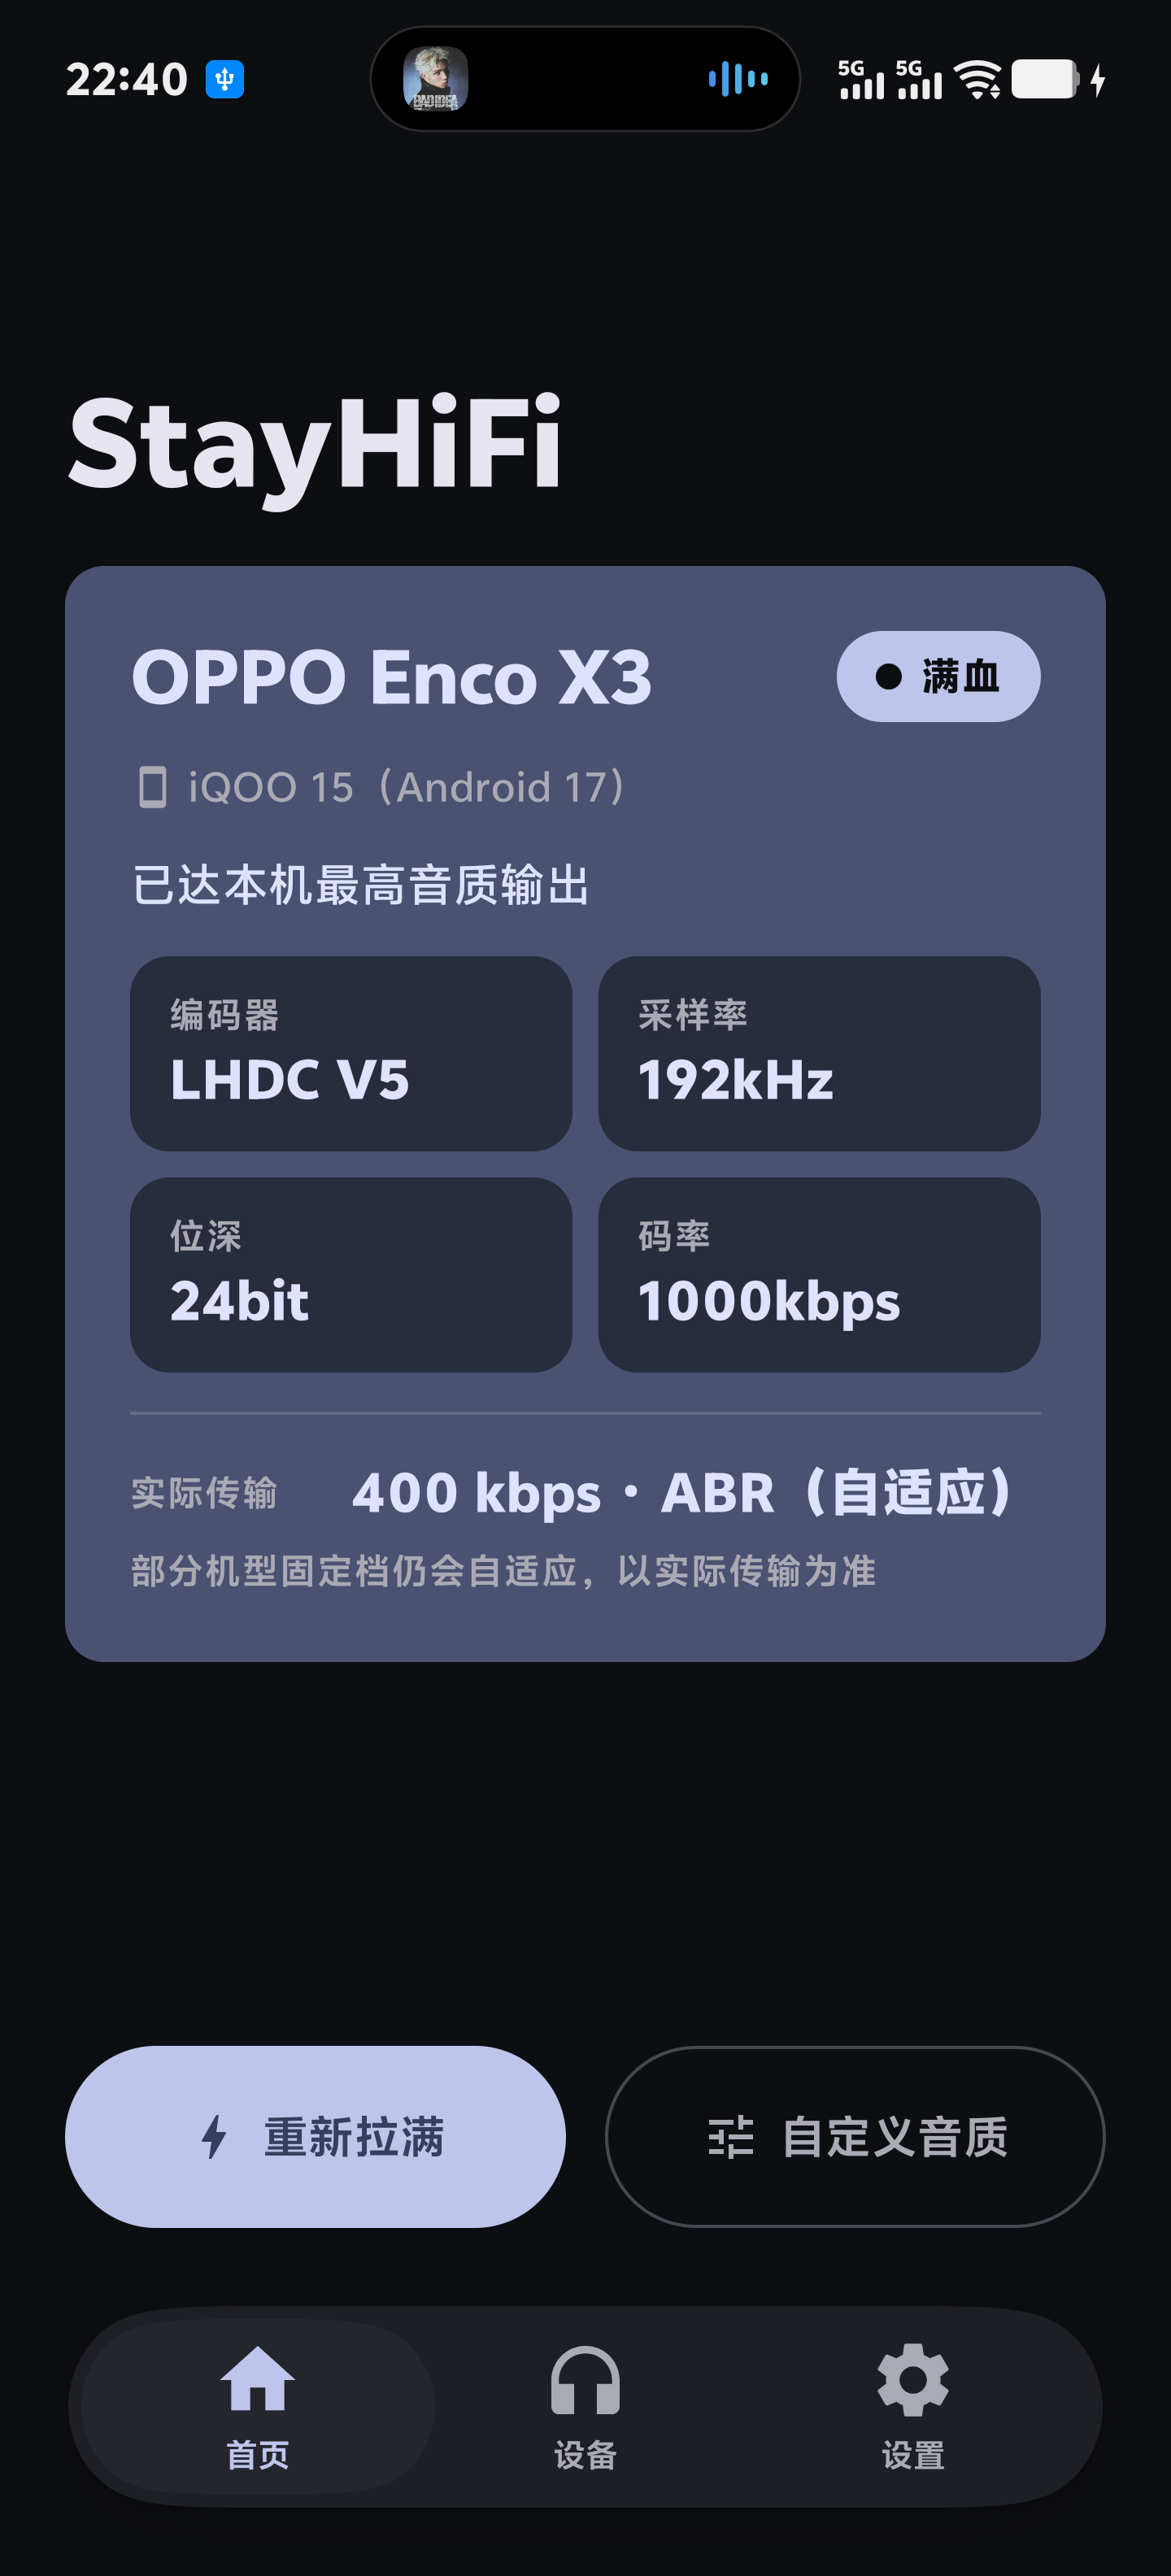 22:40
5G 5G
BAD IDEA
StayHiFi
OPPO Enco X3
满血
iQOO 15（Android 17）
已达本机最高音质输出
编码器
LHDC V5
采样率
192kHz
位深
24bit
码率
1000kbps
实际传输
400 kbps · ABR（自适应）
部分机型固定档仍会自适应，以实际传输为准
重新拉满
自定义音质
首页
设备
设置